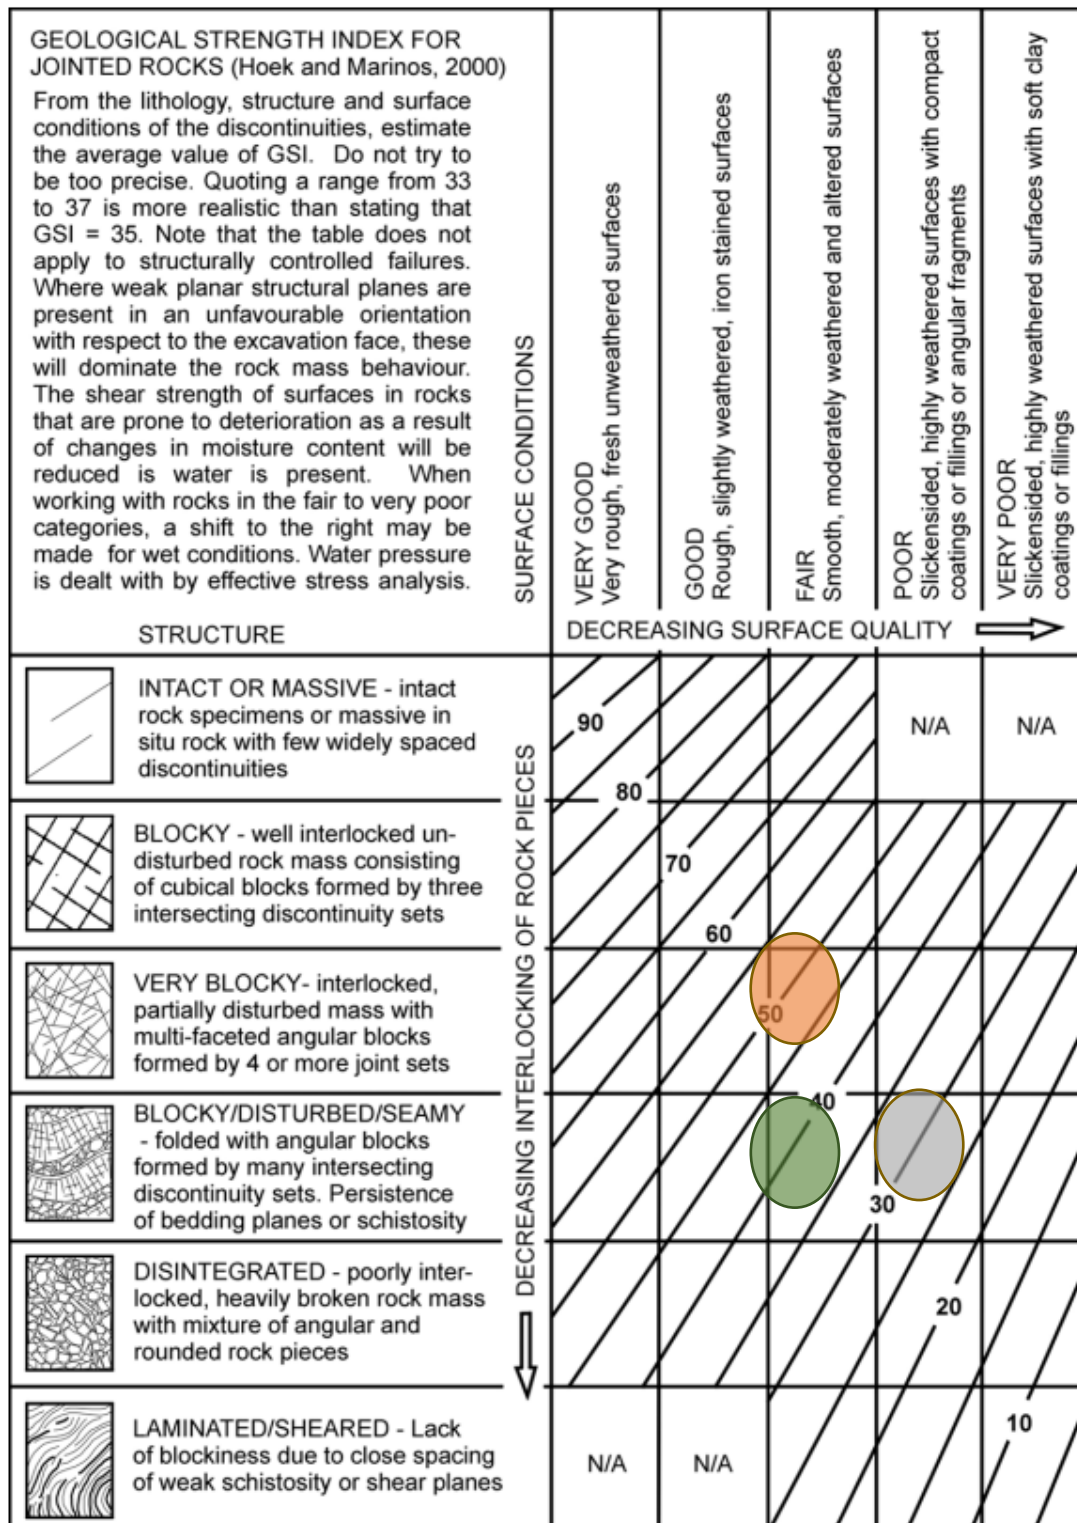 GEOLOGICAL STRENGTH INDEX FOR
JOINTED ROCKS (Hoek and Marinos, 2000)
From the lithology, structure and surface
conditions of the discontinuities, estimate
the average value of GSI. Do not try to
be too precise. Quoting a range from 33
to 37 is more realistic than stating that
GSI = 35. Note that the table does not
apply to structurally controlled failures.
Where weak planar structural planes are
present in an unfavourable orientation
with respect to the excavation face, these
will dominate the rock mass behaviour.
The shear strength of surfaces in rocks
that are prone to deterioration as a result
of changes in moisture content will be
reduced is water is present. When
working with rocks in the fair to very poor
categories, a shift to the right may be
made for wet conditions. Water pressure
is dealt with by effective stress analysis.
STRUCTURE
SURFACE CONDITIONS
VERY GOOD
Very rough, fresh unweathered surfaces
GOOD
Rough, slightly weathered, iron stained surfaces
FAIR
Smooth, moderately weathered and altered surfaces
POOR
Slickensided, highly weathered surfaces with compact
coatings or fillings or angular fragments
VERY POOR
Slickensided, highly weathered surfaces with soft clay
coatings or fillings
DECREASING SURFACE QUALITY
DECREASING INTERLOCKING OF ROCK PIECES
INTACT OR MASSIVE - intact
rock specimens or massive in
situ rock with few widely spaced
discontinuities
BLOCKY - well interlocked un-
disturbed rock mass consisting
of cubical blocks formed by three
intersecting discontinuity sets
VERY BLOCKY- interlocked,
partially disturbed mass with
multi-faceted angular blocks
formed by 4 or more joint sets
BLOCKY/DISTURBED/SEAMY
- folded with angular blocks
formed by many intersecting
discontinuity sets. Persistence
of bedding planes or schistosity
DISINTEGRATED - poorly inter-
locked, heavily broken rock mass
with mixture of angular and
rounded rock pieces
LAMINATED/SHEARED - Lack
of blockiness due to close spacing
of weak schistosity or shear planes
90
N/A
N/A
80
70
60
50
40
30
20
10
N/A
N/A